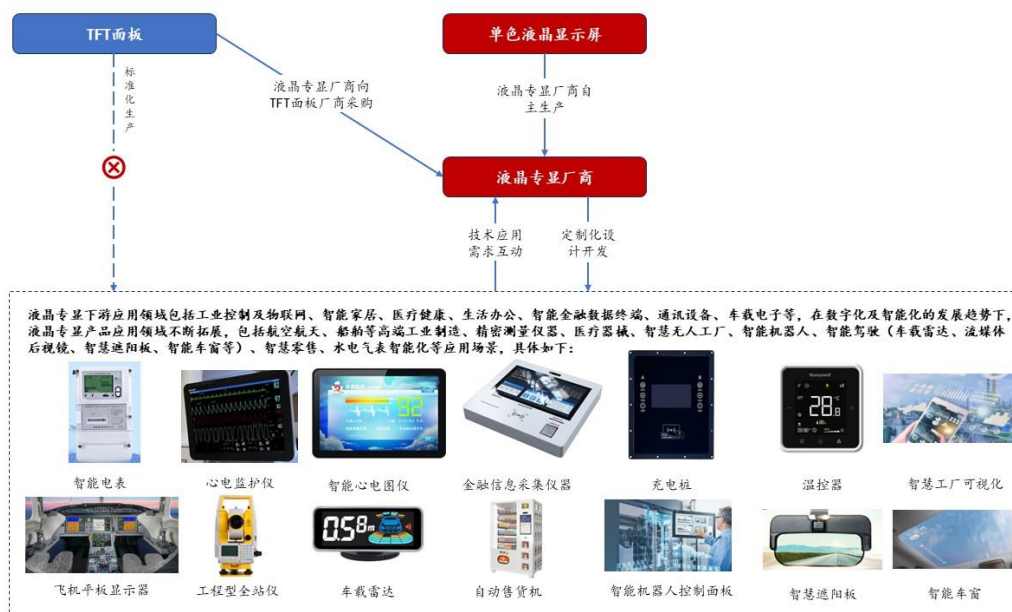 TFT面板
单色液晶显示屏
标准化生产
液晶专显厂商向
TFT面板厂商采购
液晶专显厂商自
主生产
液晶专显厂商
技术应用
需求互动
定制化设
计开发
液晶专显下游应用领域包括工业控制及物联网、智能家居、医疗健康、生活办公、智能金融数据终端、通讯设备、车载电子等，在数字化及智能化的发展趋势下，
液晶专显产品应用领域不断拓展，包括航空航天、船舶等高端工业制造、精密测量仪器、医疗器械、智慧无人工厂、智能机器人、智能驾驶（车载雷达、流媒体
后视镜、智慧遮阳板、智能车窗等）、智慧零售、水电气表智能化等应用场景，具体如下：
92
Honeywell
28
智能电表
心电监护仪
智能心电图仪
金融信息采集仪器
充电桩
温控器
智慧工厂可视化
0.58m
飞机平板显示器
工程型全站仪
车载雷达
自动售货机
智能机器人控制面板
智慧遮阳板
智能车窗